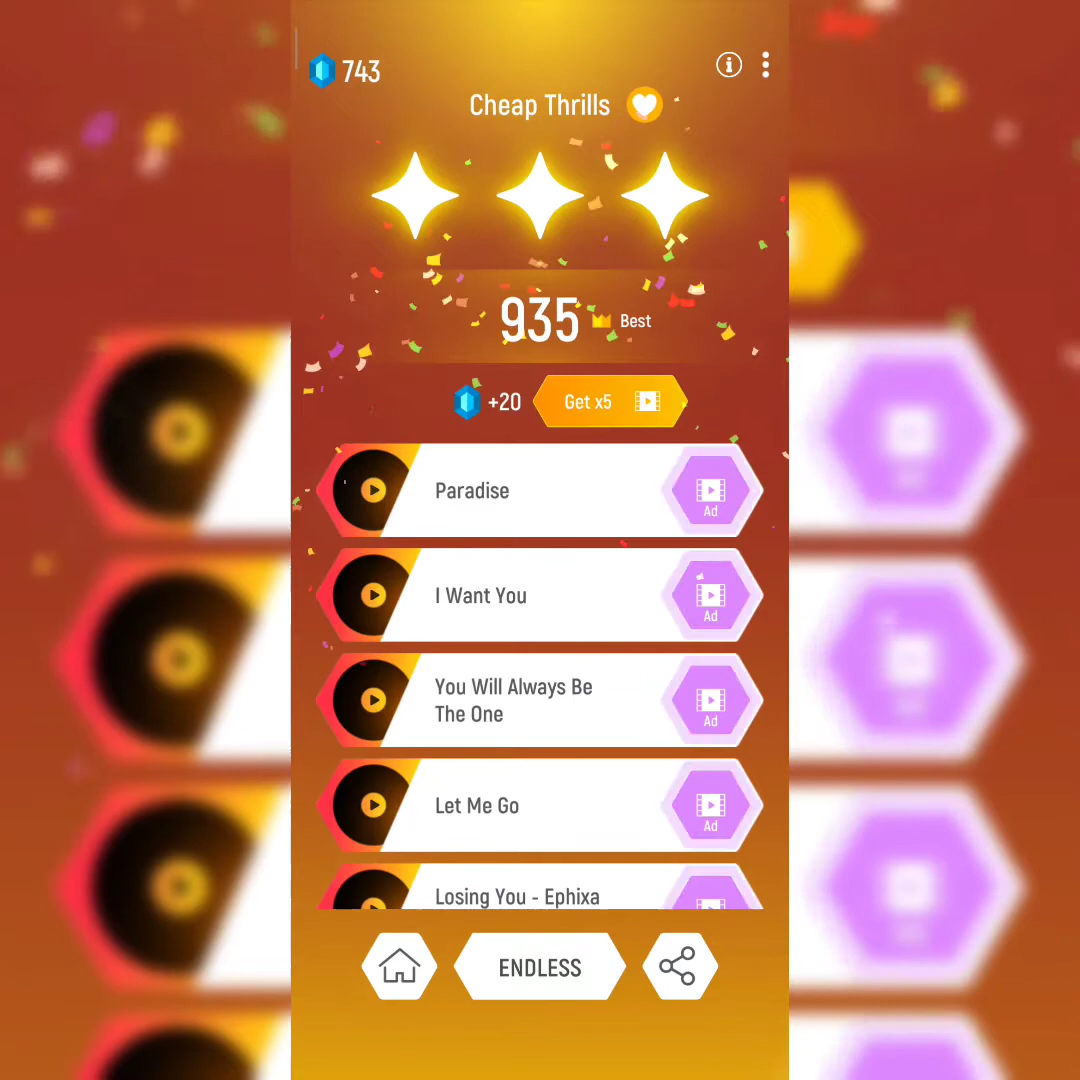 743
Cheap Thrills
935 Best
+20 Get x5
Paradise
Ad
I Want You
Ad
You Will Always Be
The One
Ad
Let Me Go
Ad
Losing You - Ephixa
ENDLESS